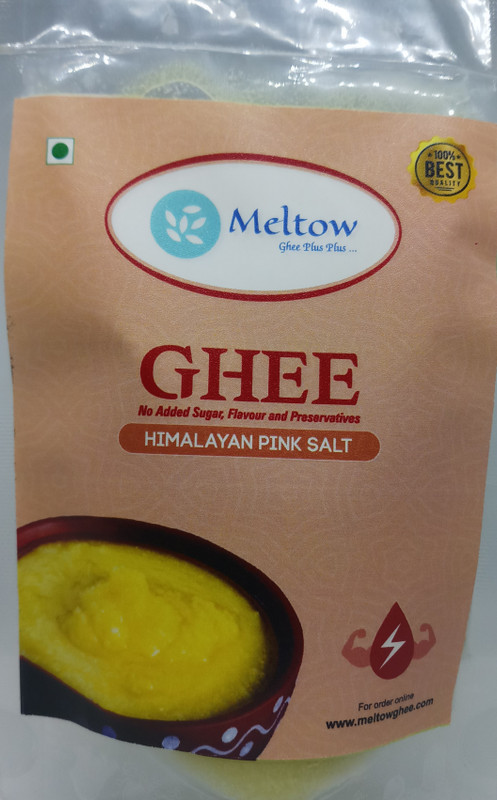 100%
BEST
QUALITY
Meltow
Ghee Plus Plus ...
GHEE
No Added Sugar, Flavour and Preservatives
HIMALAYAN PINK SALT
For order online
www.meltowghee.com